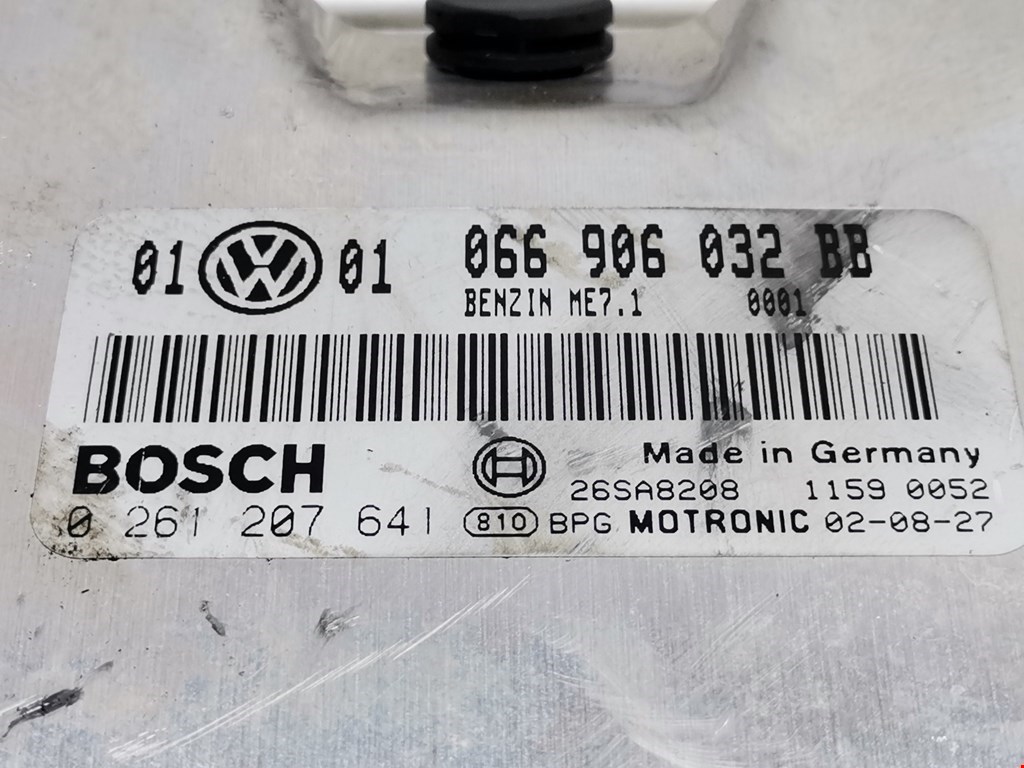 01 01 066 906 032 BB
BENZIN ME7.1 0001
BOSCH Made in Germany
26SA8208 1159 0052
0 261 207 641 810 BPG MOTRONIC 02-08-27